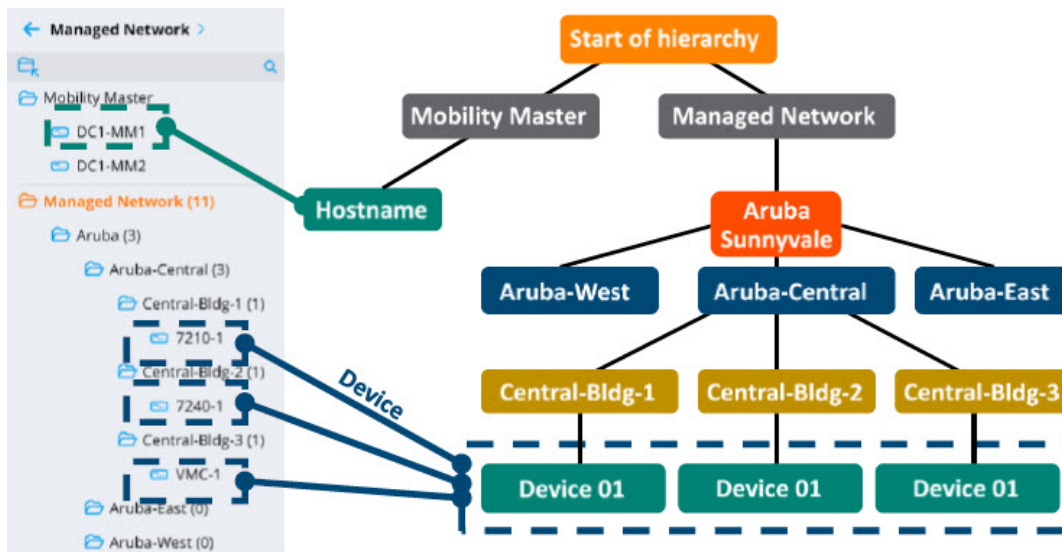 Managed Network
Mobility Master
DC1-MM1
DC1-MM2
Managed Network (11)
Aruba (3)
Aruba-Central (3)
Central-Bldg-1 (1)
7210-1
Central-Bldg-2 (1)
7240-1
Central-Bldg-3 (1)
VMC-1
Aruba-East (0)
Aruba-West (0)
Start of hierarchy
Mobility Master
Managed Network
Hostname
Aruba
Sunnyvale
Aruba-West
Aruba-Central
Aruba-East
Device
Central-Bldg-1
Central-Bldg-2
Central-Bldg-3
Device 01
Device 01
Device 01